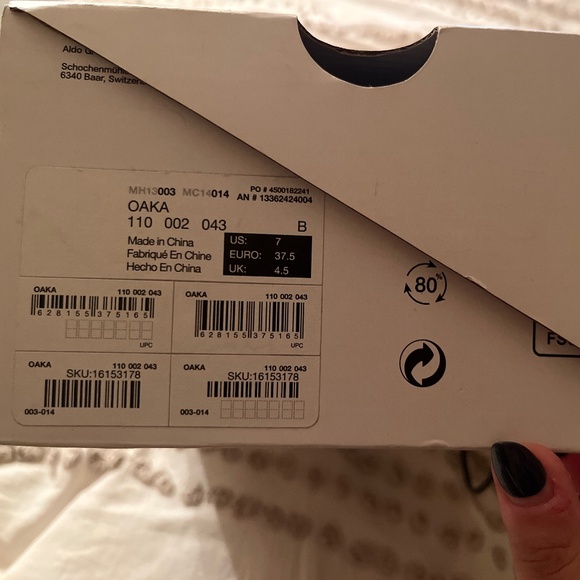 Aldo
Schochenmühl
6340 Baar, Switzer
MH13003 MC14014 PO # 4500182241
AN # 13362424004
OAKA
110 002 043 B
Made in China
Fabriqué En Chine
Hecho En China
US: 7
EURO: 37.5
UK: 4.5
OAKA 110 002 043
628155375165
UPC
OAKA 110 002 043
628155375165
UPC
OAKA 110 002 043
SKU:16153178
003-014
OAKA 110 002 043
SKU:16153178
003-014
80%